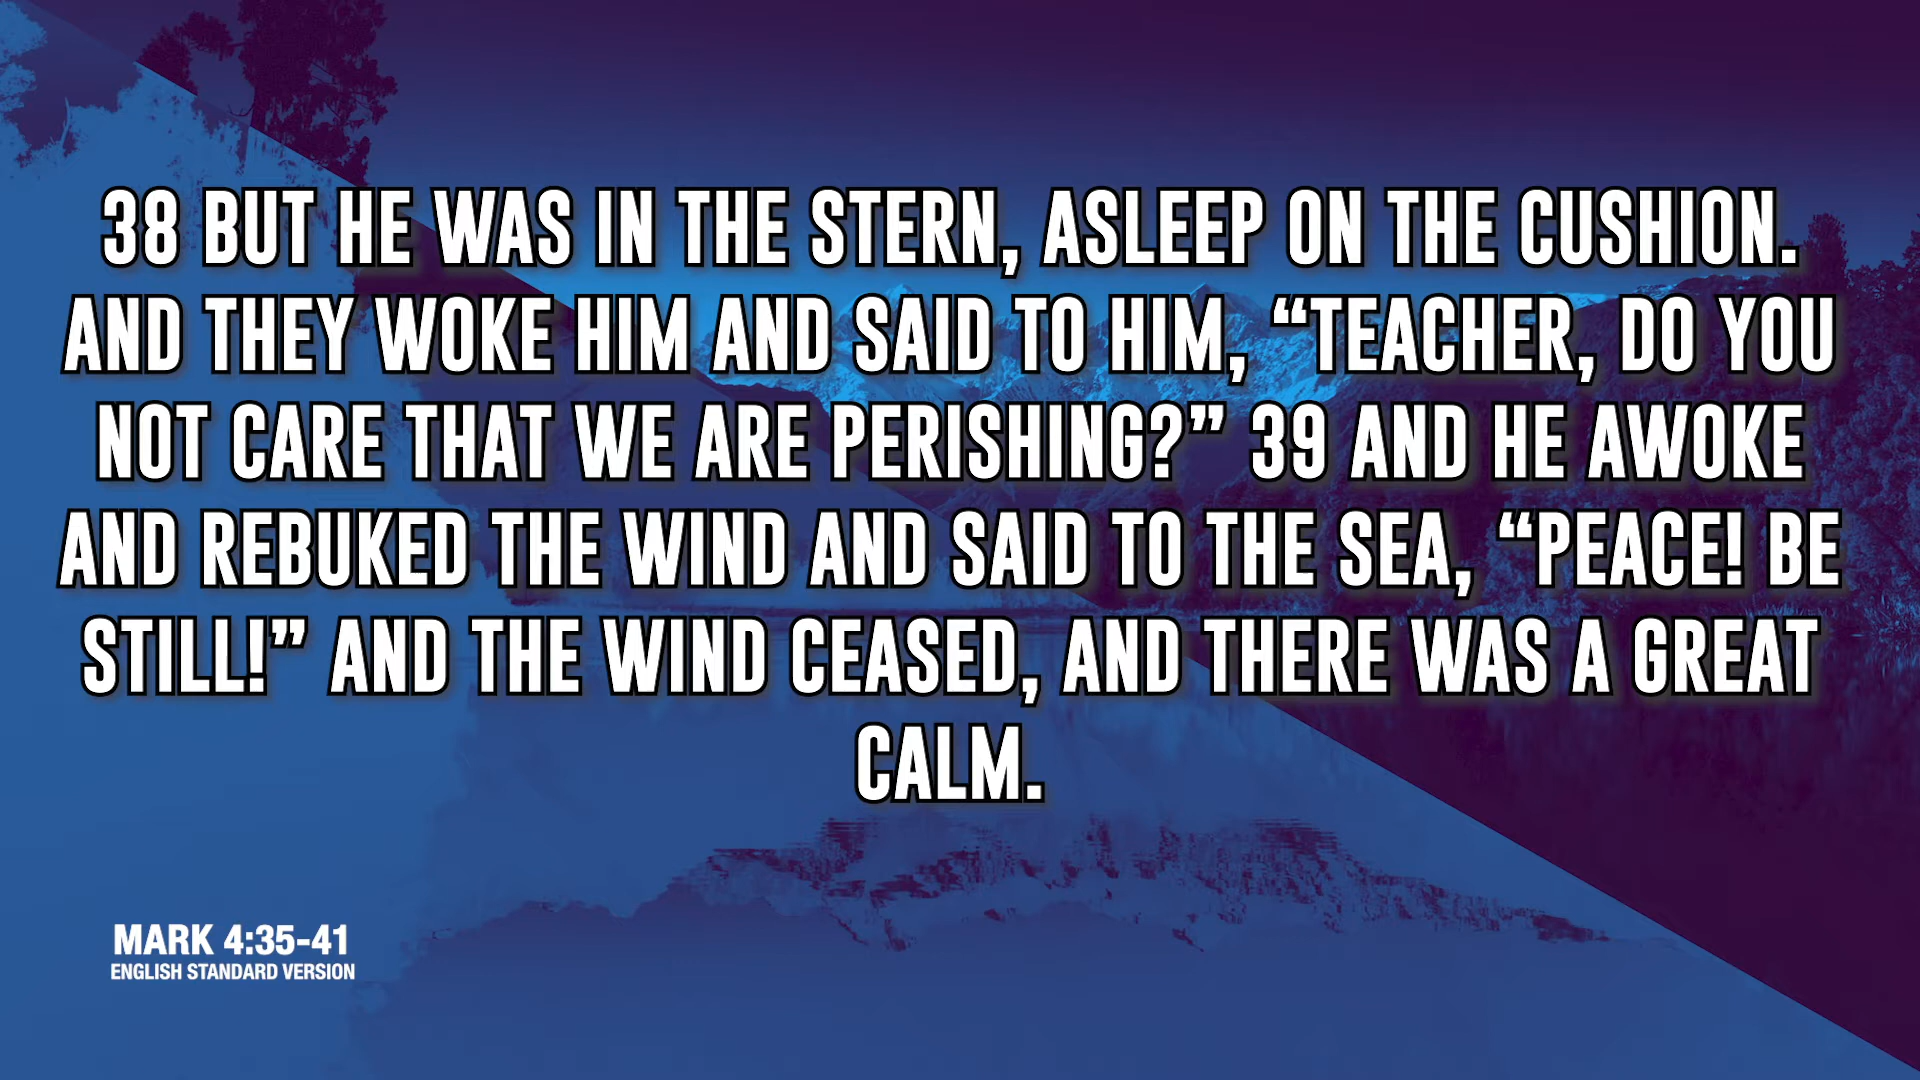 38 BUT HE WAS IN THE STERN, ASLEEP ON THE CUSHION.
AND THEY WOKE HIM AND SAID TO HIM, “TEACHER, DO YOU
NOT CARE THAT WE ARE PERISHING?” 39 AND HE AWOKE
AND REBUKED THE WIND AND SAID TO THE SEA, “PEACE! BE
STILL!” AND THE WIND CEASED, AND THERE WAS A GREAT
CALM.
MARK 4:35-41
ENGLISH STANDARD VERSION